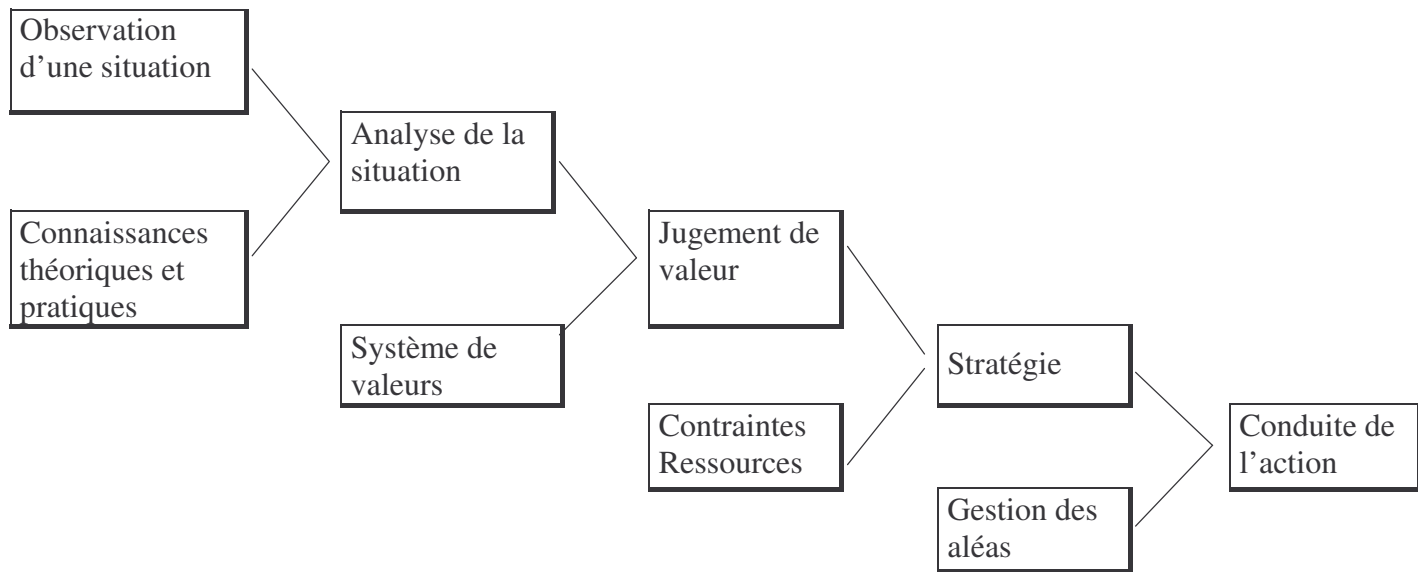 Observation
d’une situation
Analyse de la
situation
Connaissances
théoriques et
pratiques
Jugement de
valeur
Système de
valeurs
Stratégie
Contraintes
Ressources
Conduite de
l’action
Gestion des
aléas